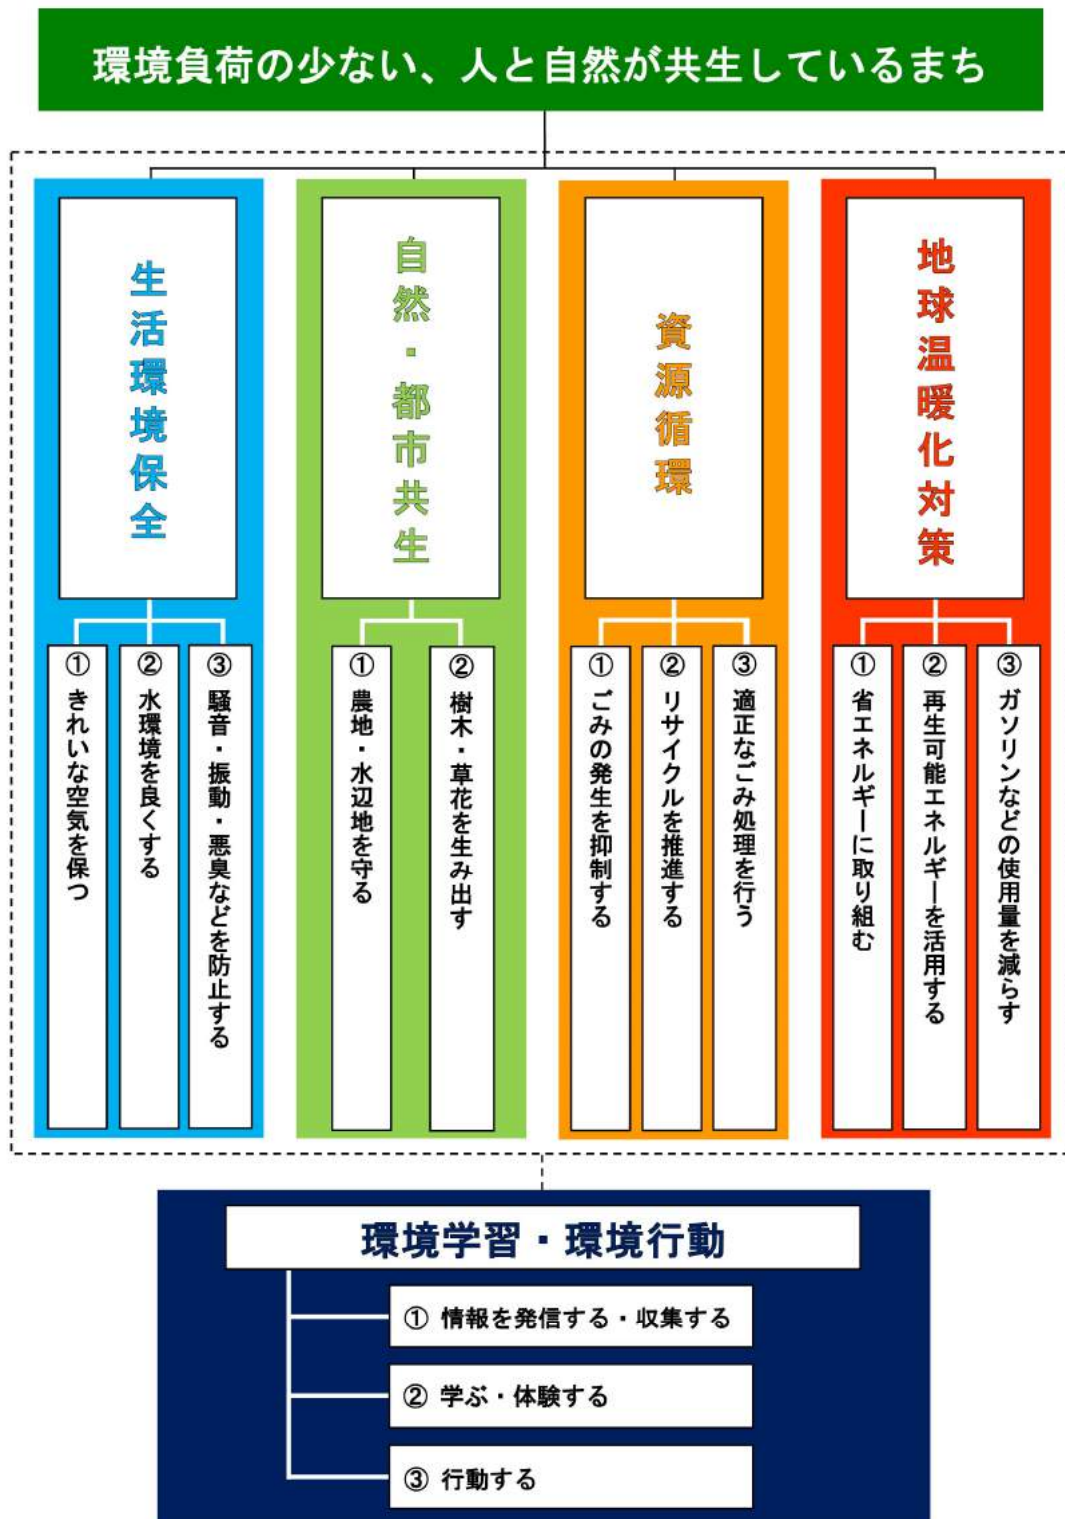 環境負荷の少ない、人と自然が共生しているまち
生活環境保全
① きれいな空気を保つ
② 水環境を良くする
③ 騒音・振動・悪臭などを防止する
自然・都市共生
① 農地・水辺地を守る
② 樹木・草花を生み出す
資源循環
① ごみの発生を抑制する
② リサイクルを推進する
③ 適正なごみ処理を行う
地球温暖化対策
① 省エネルギーに取り組む
② 再生可能エネルギーを活用する
③ ガソリンなどの使用量を減らす
環境学習・環境行動
① 情報を発信する・収集する
② 学ぶ・体験する
③ 行動する